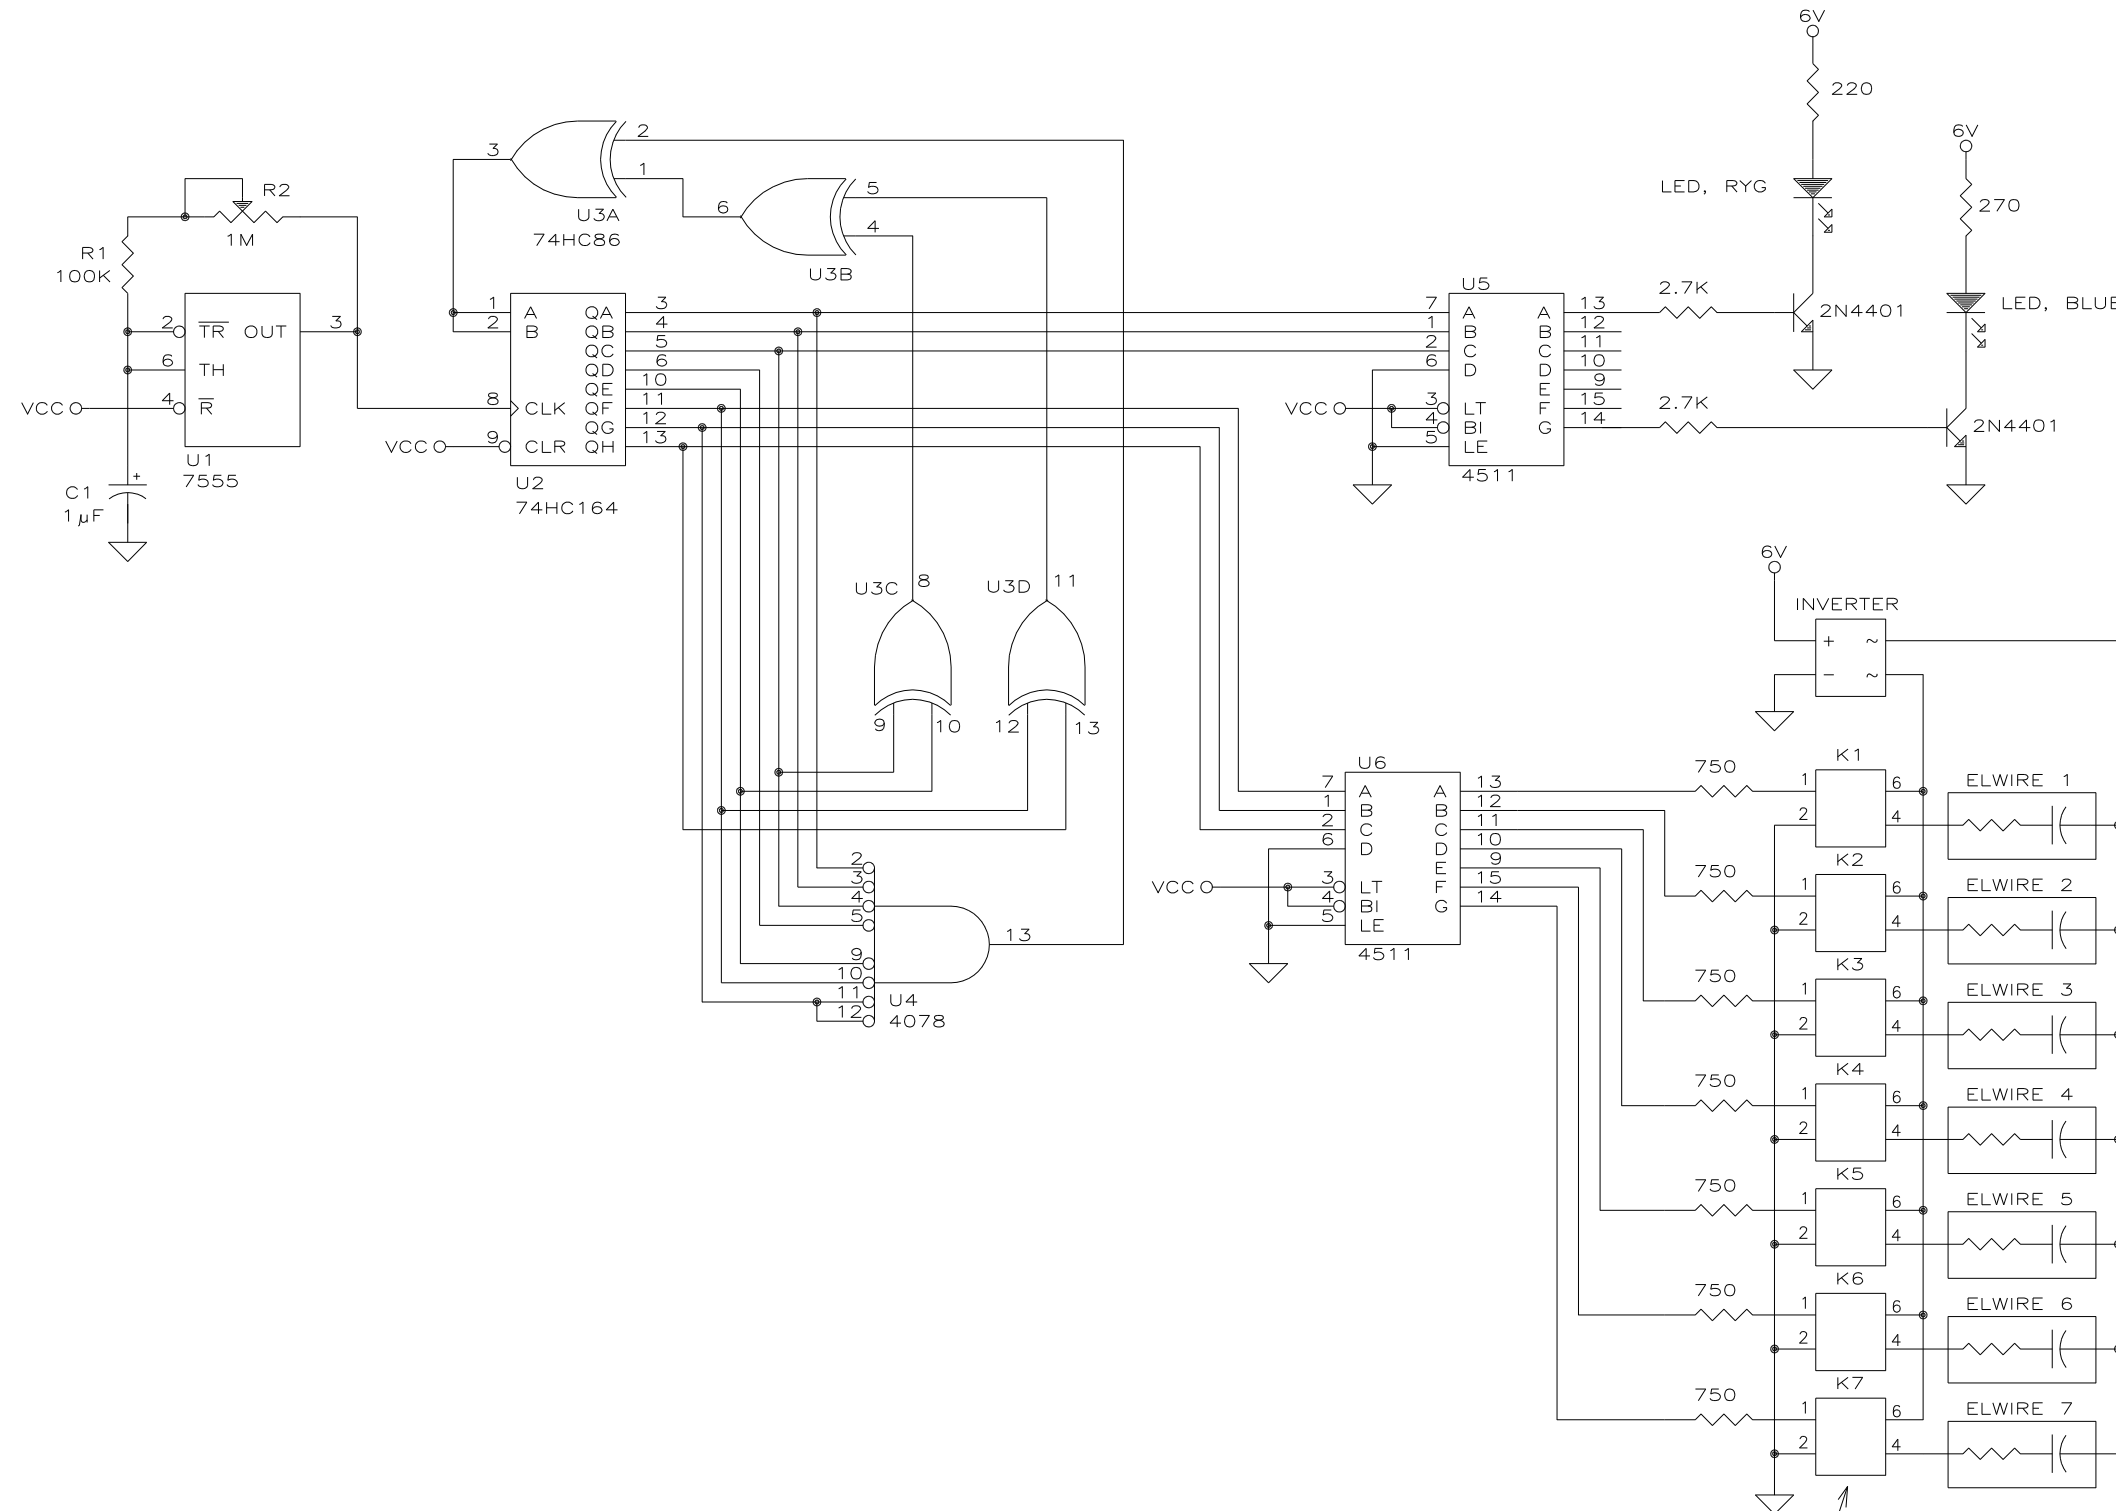 6V
220
LED, RYG
2N4401
6V
270
LED, BLUE
2N4401
2.7K
2.7K
R2
1M
R1
100K
2 TR OUT 3
6 TH
VCC 4 R
U1
7555
C1
+
1µF
3 2
1
U3A
74HC86
6 5
4
U3B
1 A QA 3
2 B QB 4
QC 5
QD 6
QE 10
8 CLK QF 11
QG 12
VCC 9 CLR QH 13
U2
74HC164
U5
7 A A 13
1 B B 12
2 C C 11
6 D D 10
E 9
VCC 3 LT F 15
4 BI G 14
5 LE
4511
U3C 8
9 10
U3D 11
12 13
2
3
4
5
9
10
11
12
13
U4
4078
U6
7 A A 13
1 B B 12
2 C C 11
6 D D 10
E 9
VCC 3 LT F 15
4 BI G 14
5 LE
4511
6V
INVERTER
+ ~
− ~
750 1 K1 6 ELWIRE 1
2 4
750 1 K2 6 ELWIRE 2
2 4
750 1 K3 6 ELWIRE 3
2 4
750 1 K4 6 ELWIRE 4
2 4
750 1 K5 6 ELWIRE 5
2 4
750 1 K6 6 ELWIRE 6
2 4
750 1 K7 6 ELWIRE 7
2 4